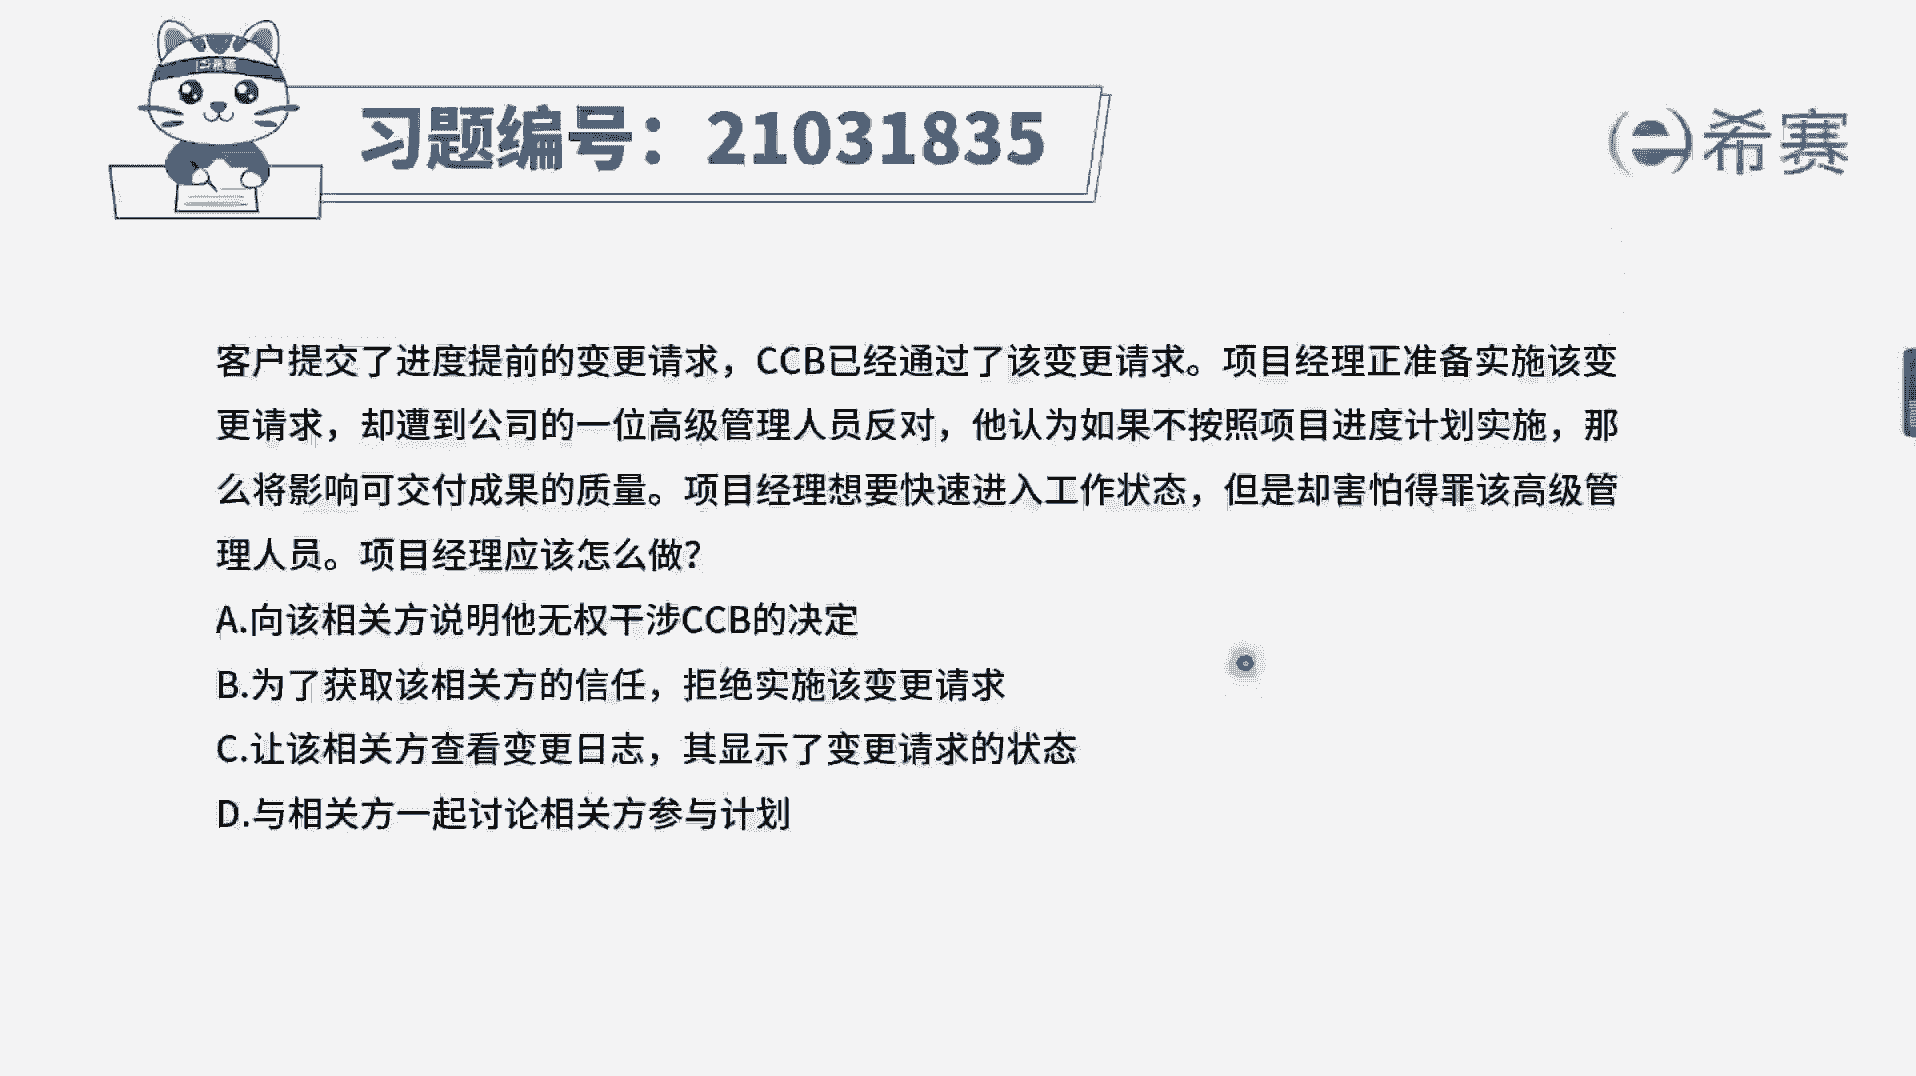 习题编号：21031835
希赛
客户提交了进度提前的变更请求，CCB已经通过了该变更请求。项目经理正准备实施该变
更请求，却遭到公司的一位高级管理人员反对，他认为如果不按照项目进度计划实施，那
么将影响可交付成果的质量。项目经理想要快速进入工作状态，但是却害怕得罪该高级管
理人员。项目经理应该怎么做？
A.向该相关方说明他无权干涉CCB的决定
B.为了获取该相关方的信任，拒绝实施该变更请求
C.让该相关方查看变更日志，其显示了变更请求的状态
D.与相关方一起讨论相关方参与计划